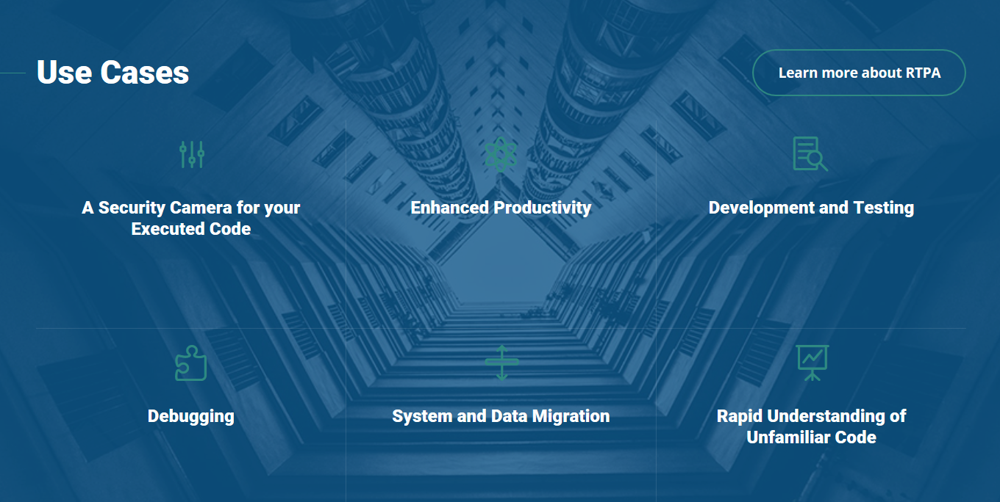 Use Cases
Learn more about RTPA
A Security Camera for your
Executed Code
Enhanced Productivity
Development and Testing
Debugging
System and Data Migration
Rapid Understanding of
Unfamiliar Code